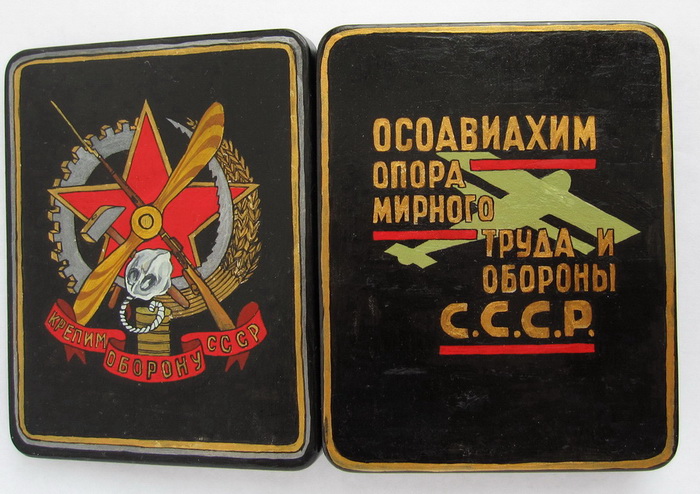 КРЕПИМ ОБОРОНУ СССР
ОСОАВИАХИМ
ОПОРА
МИРНОГО
ТРУДА И
ОБОРОНЫ
С.С.С.Р.